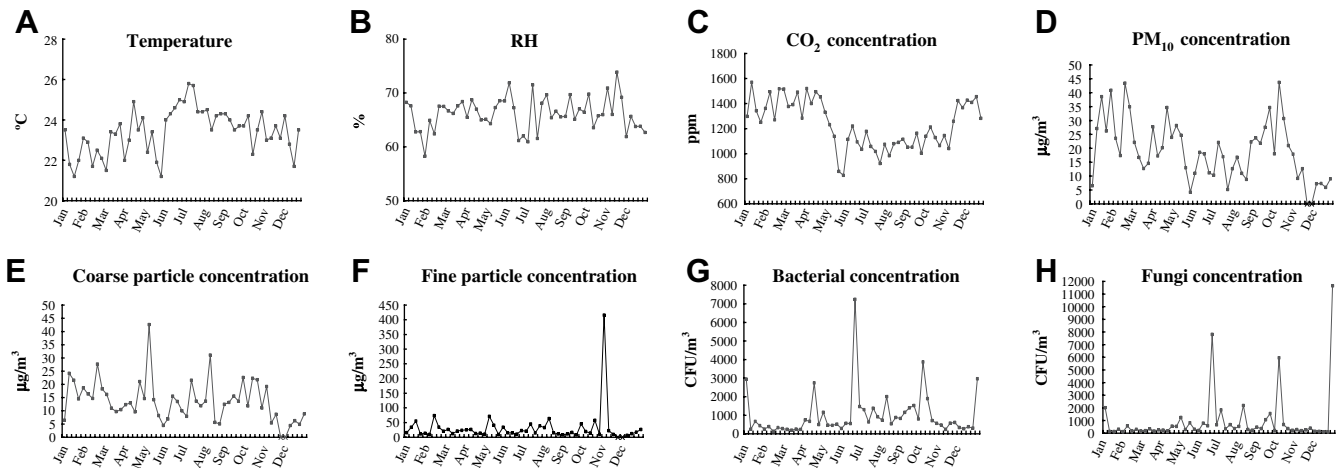 A
Temperature
°C
28
26
24
22
20
Jan
Feb
Mar
Apr
May
Jun
Jul
Aug
Sep
Oct
Nov
Dec
B
RH
%
80
70
60
50
Jan
Feb
Mar
Apr
May
Jun
Jul
Aug
Sep
Oct
Nov
Dec
C
CO₂ concentration
ppm
1800
1600
1400
1200
1000
800
600
Jan
Feb
Mar
Apr
May
Jun
Jul
Aug
Sep
Oct
Nov
Dec
D
PM₁₀ concentration
µg/m³
50
45
40
35
30
25
20
15
10
5
0
Jan
Feb
Mar
Apr
May
Jun
Jul
Aug
Sep
Oct
Nov
Dec
E
Coarse particle concentration
µg/m³
50
45
40
35
30
25
20
15
10
5
0
Jan
Feb
Mar
Apr
May
Jun
Jul
Aug
Sep
Oct
Nov
Dec
F
Fine particle concentration
µg/m³
450
400
350
300
250
200
150
100
50
0
Jan
Feb
Mar
Apr
May
Jun
Jul
Aug
Sep
Oct
Nov
Dec
G
Bacterial concentration
CFU/m³
8000
7000
6000
5000
4000
3000
2000
1000
0
Jan
Feb
Mar
Apr
May
Jun
Jul
Aug
Sep
Oct
Nov
Dec
H
Fungi concentration
CFU/m³
12000
11000
10000
9000
8000
7000
6000
5000
4000
3000
2000
1000
0
Jan
Feb
Mar
Apr
May
Jun
Jul
Aug
Sep
Oct
Nov
Dec